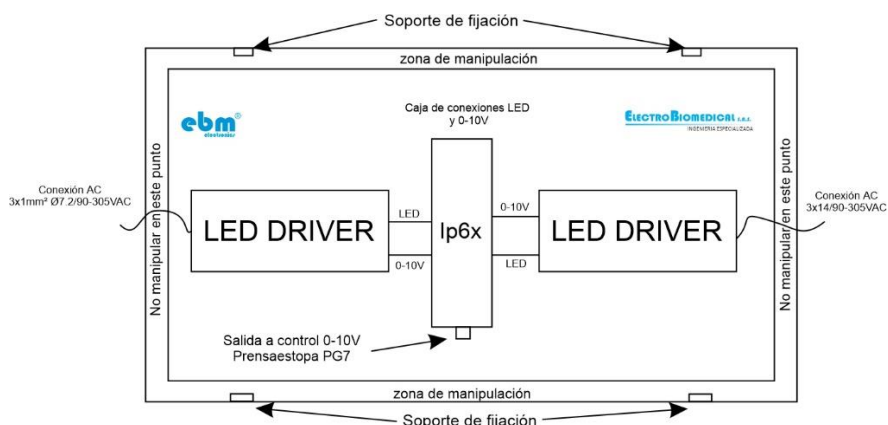 Soporte de fijación
zona de manipulación
ebm®
electronics
Caja de conexiones LED
y 0-10V
ELECTROBIOMEDICAL S.R.L.
INGENIERIA ESPECIALIZADA
No manipular en este punto
Conexión AC
3x1mm² Ø7.2/90-305VAC
LED DRIVER
LED
0-10V
Ip6x
0-10V
LED
LED DRIVER
No manipular en este punto
Conexión AC
3x14/90-305VAC
Salida a control 0-10V
Prensaestopa PG7
zona de manipulación
Soporte de fijación